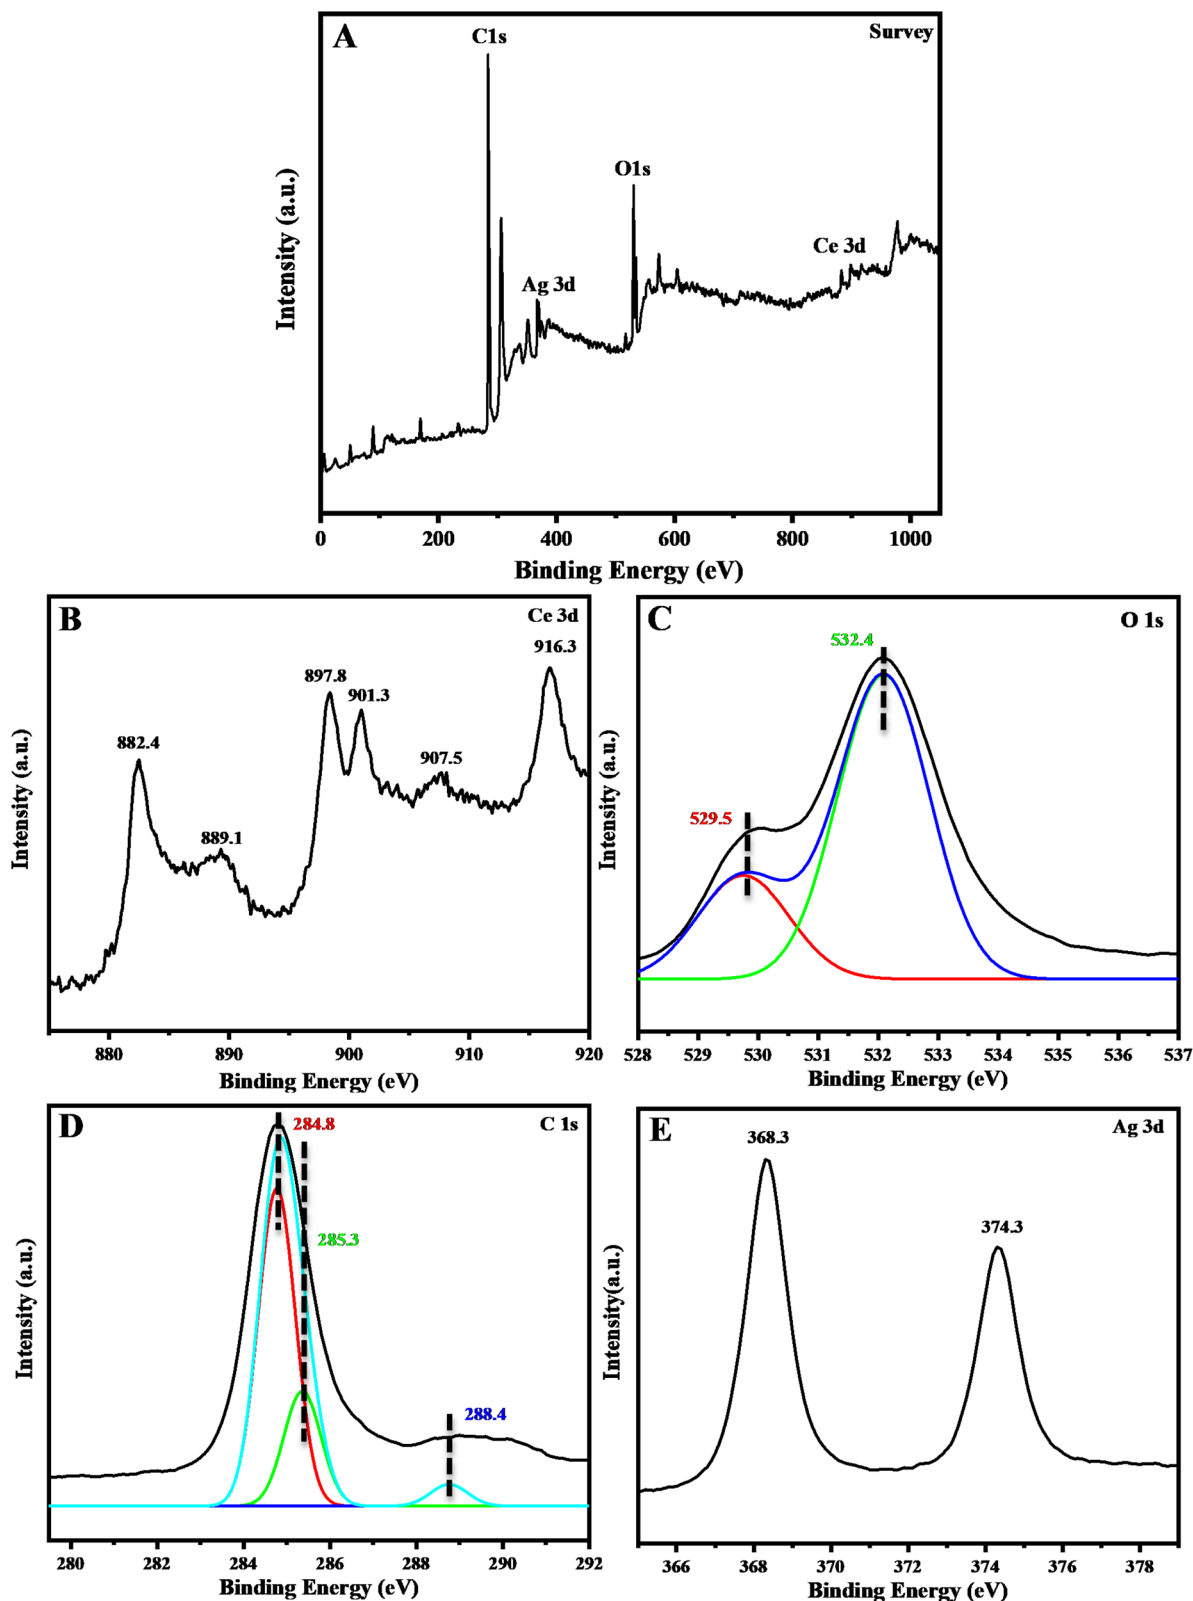 A
Survey
C1s
O1s
Ag 3d
Ce 3d
Intensity (a.u.)
0 200 400 600 800 1000
Binding Energy (eV)
B
Ce 3d
882.4
889.1
897.8
901.3
907.5
916.3
Intensity (a.u.)
880 890 900 910 920
Binding Energy (eV)
C
O 1s
532.4
529.5
Intensity (a.u.)
528 529 530 531 532 533 534 535 536 537
Binding Energy (eV)
D
C 1s
284.8
285.3
288.4
Intensity (a.u.)
280 282 284 286 288 290 292
Binding Energy (eV)
E
Ag 3d
368.3
374.3
Intensity(a.u.)
366 368 370 372 374 376 378
Binding Energy (eV)